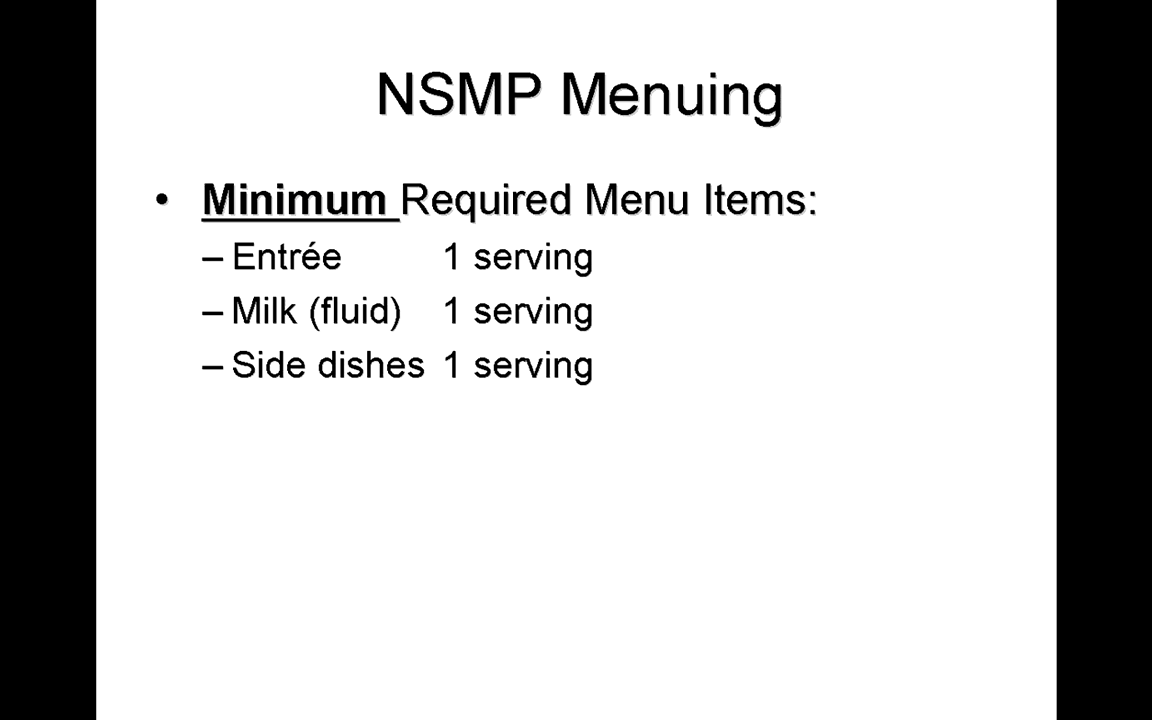 NSMP Menuing
• Minimum Required Menu Items:
– Entrée 1 serving
– Milk (fluid) 1 serving
– Side dishes 1 serving